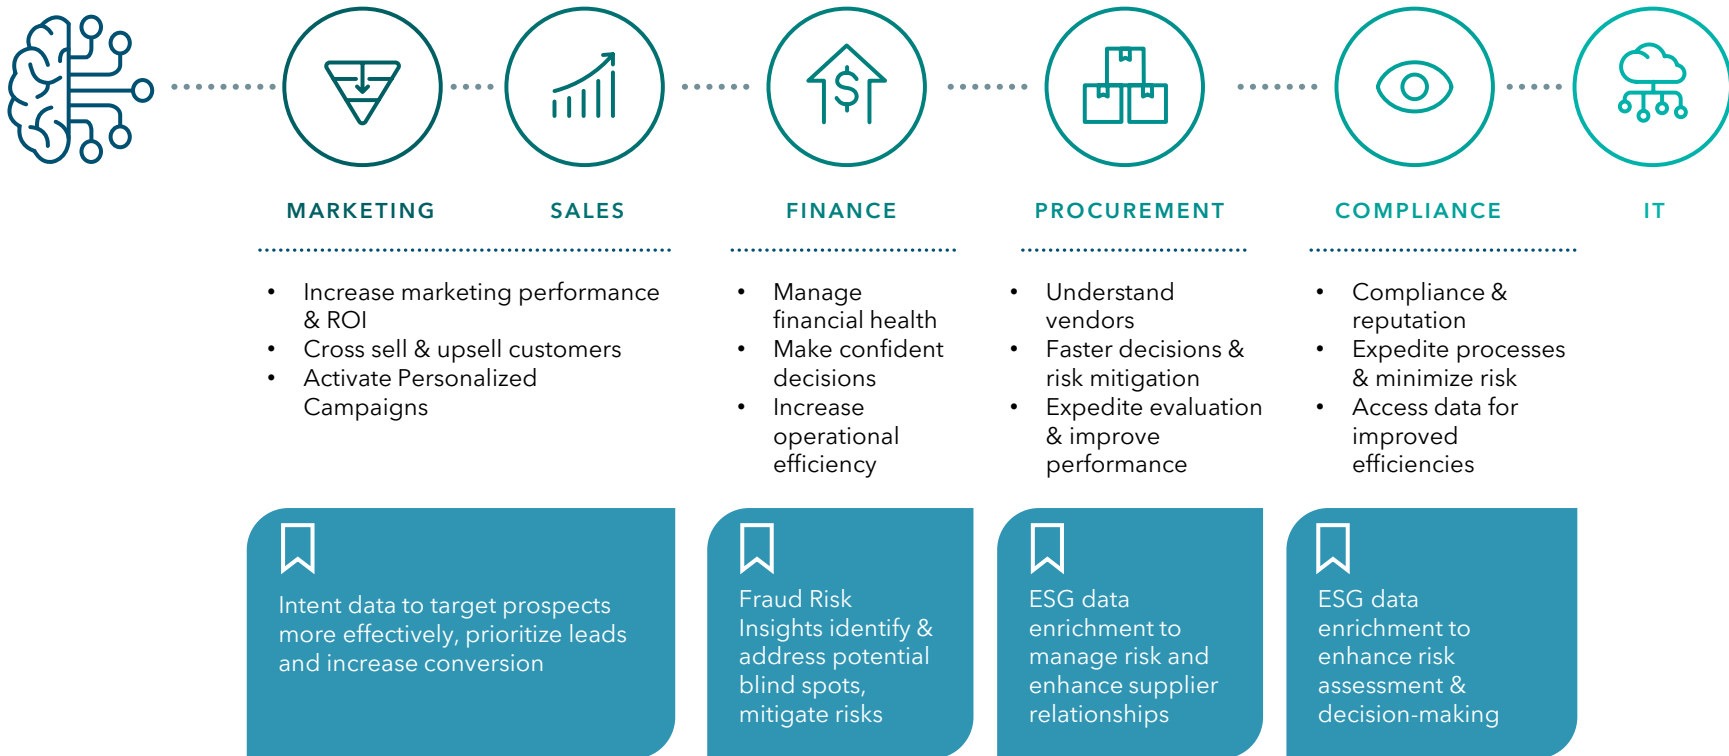 MARKETING
SALES
FINANCE
PROCUREMENT
COMPLIANCE
IT
• Increase marketing performance
& ROI
• Cross sell & upsell customers
• Activate Personalized
Campaigns
• Manage
financial health
• Make confident
decisions
• Increase
operational
efficiency
• Understand
vendors
• Faster decisions &
risk mitigation
• Expedite evaluation
& improve
performance
• Compliance &
reputation
• Expedite processes
& minimize risk
• Access data for
improved
efficiencies
Intent data to target prospects
more effectively, prioritize leads
and increase conversion
Fraud Risk
Insights identify &
address potential
blind spots,
mitigate risks
ESG data
enrichment to
manage risk and
enhance supplier
relationships
ESG data
enrichment to
enhance risk
assessment &
decision-making